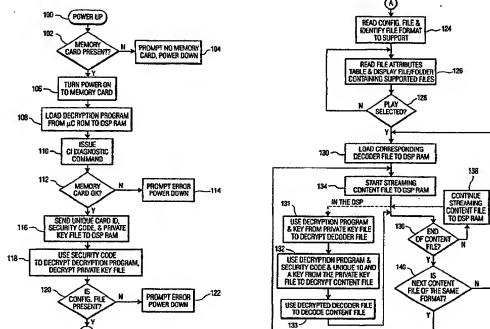 100
POWER UP
102
MEMORY
CARD PRESENT?
N
PROMPT NO MEMORY
CARD, POWER DOWN
104
Y
106
TURN POWER ON
TO MEMORY CARD
108
LOAD DECRYPTION PROGRAM
FROM µC ROM TO DSP RAM
110
ISSUE
CI DIAGNOSTIC
COMMAND
112
MEMORY
CARD OK?
N
PROMPT ERROR
POWER DOWN
114
Y
116
SEND UNIQUE CARD ID,
SECURITY CODE, & PRIVATE
KEY FILE TO DSP RAM
118
USE SECURITY CODE
TO DECRYPT DECRYPTION PROGRAM,
DECRYPT PRIVATE KEY FILE
120
IS
CONFIG. FILE
PRESENT?
N
PROMPT ERROR
POWER DOWN
122
Y
A
READ CONFIG. FILE &
IDENTIFY FILE FORMAT
TO SUPPORT
124
READ FILE ATTRIBUTES
TABLE & DISPLAY FILE/FOLDER
CONTAINING SUPPORTED FILES
126
128
PLAY
SELECTED?
N
Y
130
LOAD CORRESPONDING
DECODER FILE TO DSP RAM
134
START STREAMING
CONTENT FILE TO DSP RAM
138
CONTINUE
STREAMING
CONTENT FILE
TO DSP RAM
IN THE DSP
131
USE DECRYPTION PROGRAM
& KEY FROM PRIVATE KEY FILE
TO DECRYPT DECODER FILE
132
USE DECRYPTION PROGRAM &
SECURITY CODE & UNIQUE ID AND
A KEY FROM THE PRIVATE KEY
FILE TO DECRYPT CONTENT FILE
USE DECRYPTED DECODER FILE
TO DECODE CONTENT FILE
133
136
END
OF CONTENT
FILE?
N
Y
140
IS
NEXT CONTENT
FILE OF THE SAME
FORMAT?
N
Y